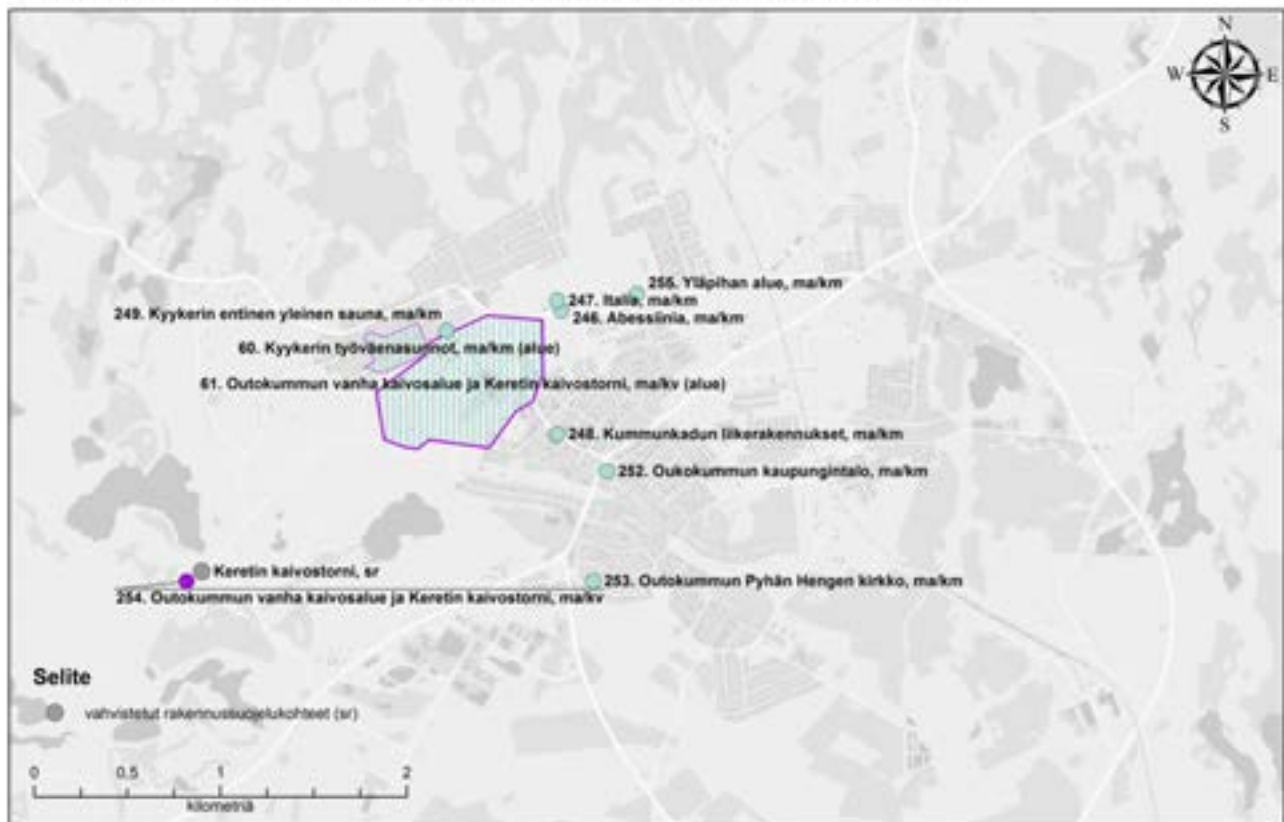 N
W E
S
255. Yläpihan alue, ma/km
247. Italia, ma/km
246. Abessiinia, ma/km
249. Kyykerin entinen yleinen sauna, ma/km
60. Kyykerin työväenasunnot, ma/km (alue)
61. Outokummun vanha kaivosalue ja Keretin kaivostorni, ma/kv (alue)
248. Kummunkadun liikerakennukset, ma/km
252. Oukokummun kaupungintalo, ma/km
Keretin kaivostorni, sr
253. Outokummun Pyhän Hengen kirkko, ma/km
254. Outokummun vanha kaivosalue ja Keretin kaivostorni, ma/kv
Selite
vahvistetut rakennussuojelukohteet (sr)
0 0,5 1 2
kilometriä